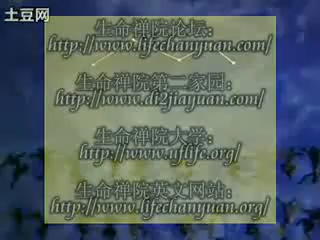 土豆网
生命禅院论坛：
http://www.lifechanyuan.com/
生命禅院第二家园：
http://www.df2jiayuan.com/
生命禅院大学：
http://www.uflife.org/
生命禅院英文网站：
http://www.lifechanyuan.org/